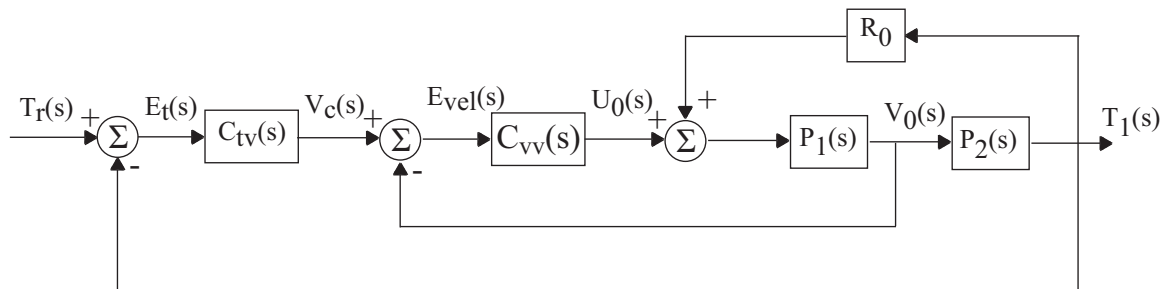 R0
+
Tr(s) + Et(s) Vc(s) + Evel(s) U0(s) + V0(s) T1(s)
Σ Ctv(s) Σ Cvv(s) Σ P1(s) P2(s)
- -